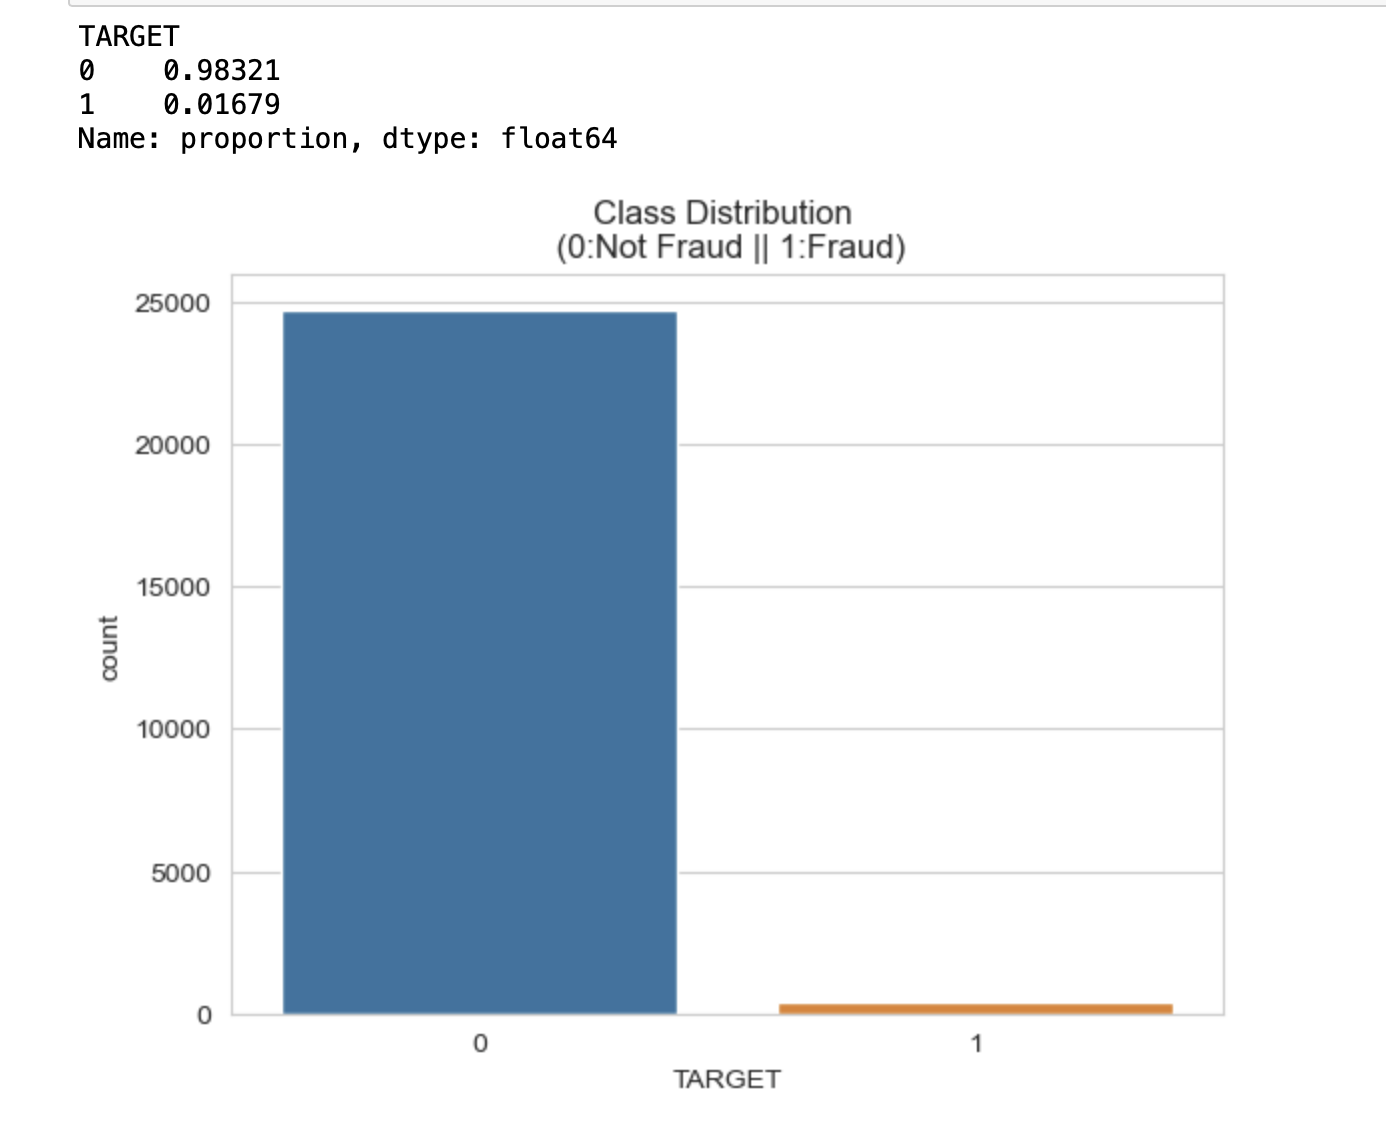 TARGET
0    0.98321
1    0.01679
Name: proportion, dtype: float64
Class Distribution
(0:Not Fraud || 1:Fraud)
25000
20000
15000
10000
5000
0
count
0
1
TARGET